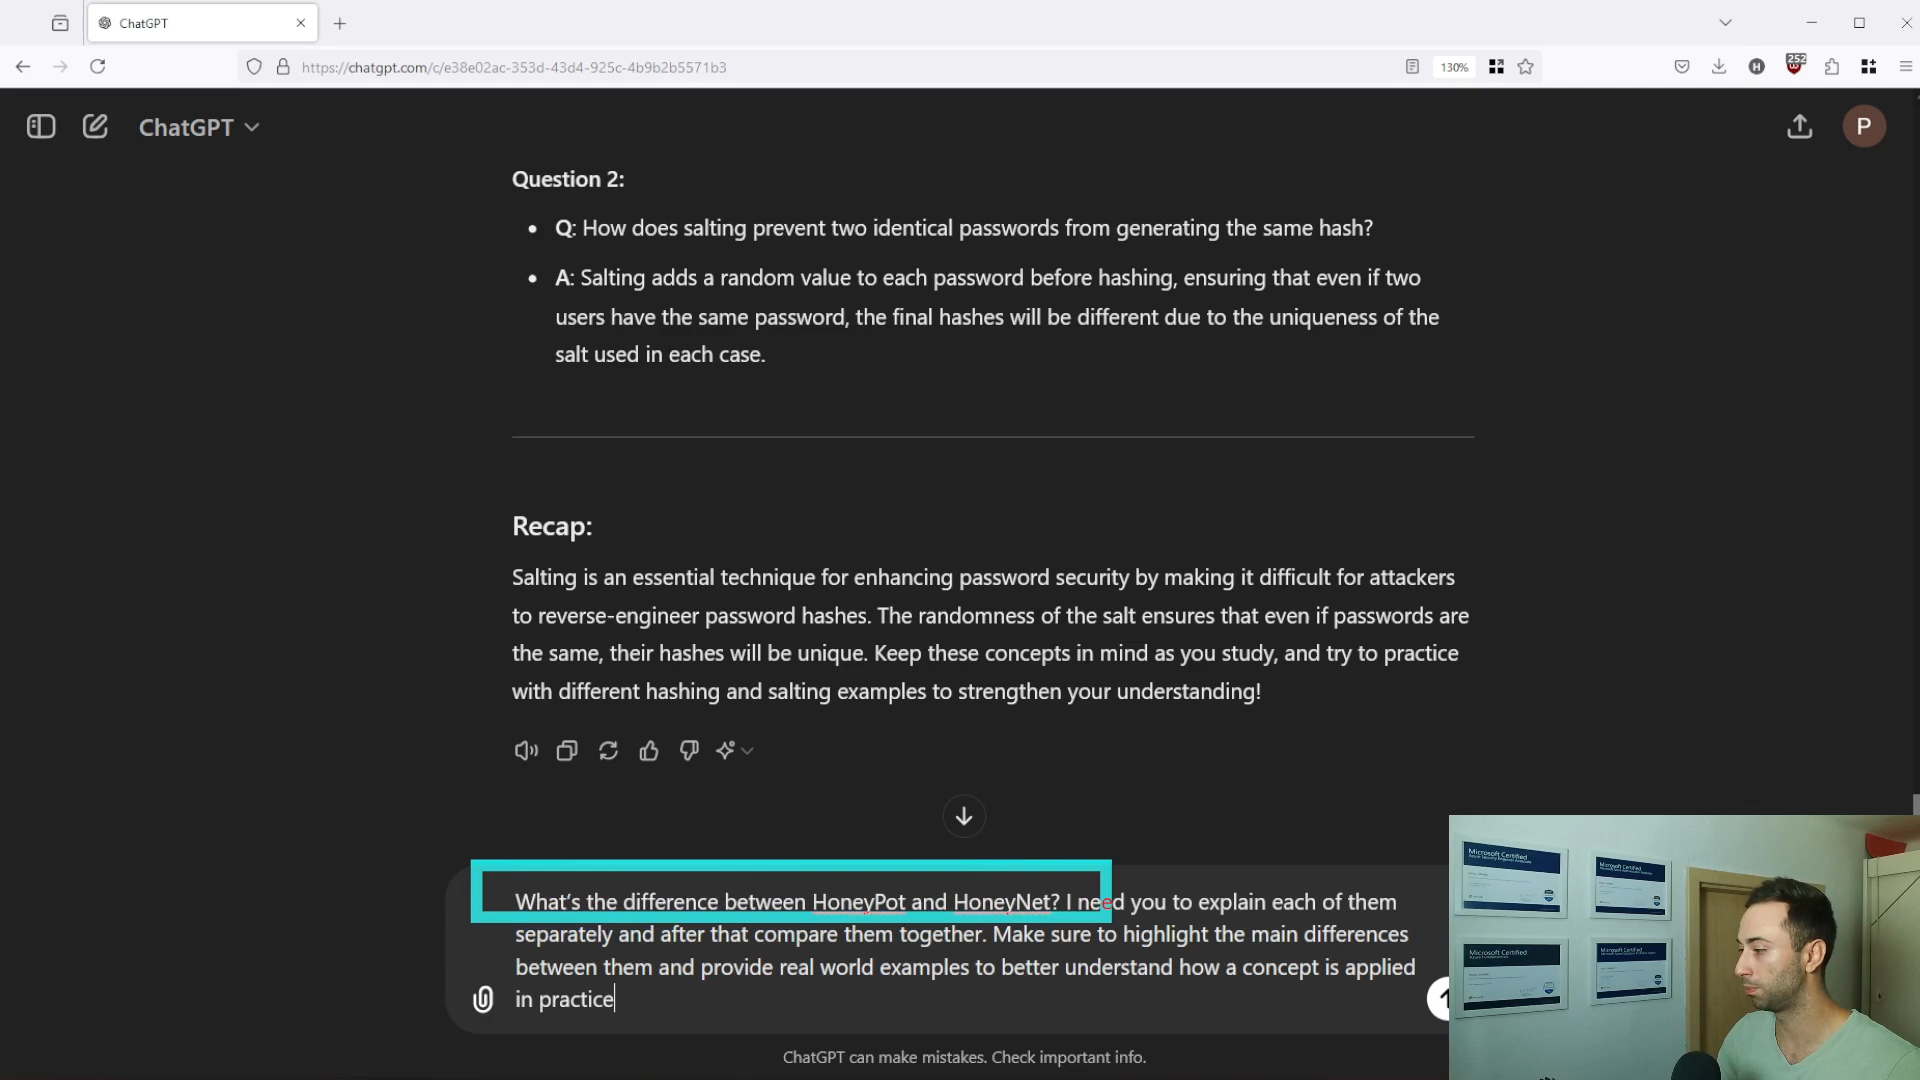 ChatGPT
https://chatgpt.com/c/e38e02ac-353d-43d4-925c-4b9b2b5571b3
130%
252
H
ChatGPT
P
Question 2:
Q: How does salting prevent two identical passwords from generating the same hash?
A: Salting adds a random value to each password before hashing, ensuring that even if two
users have the same password, the final hashes will be different due to the uniqueness of the
salt used in each case.
Recap:
Salting is an essential technique for enhancing password security by making it difficult for attackers
to reverse-engineer password hashes. The randomness of the salt ensures that even if passwords are
the same, their hashes will be unique. Keep these concepts in mind as you study, and try to practice
with different hashing and salting examples to strengthen your understanding!
What's the difference between HoneyPot and HoneyNet? I need you to explain each of them
separately and after that compare them together. Make sure to highlight the main differences
between them and provide real world examples to better understand how a concept is applied
in practice
ChatGPT can make mistakes. Check important info.
Microsoft Certified
Microsoft Certified
Microsoft Certified
Microsoft Certified